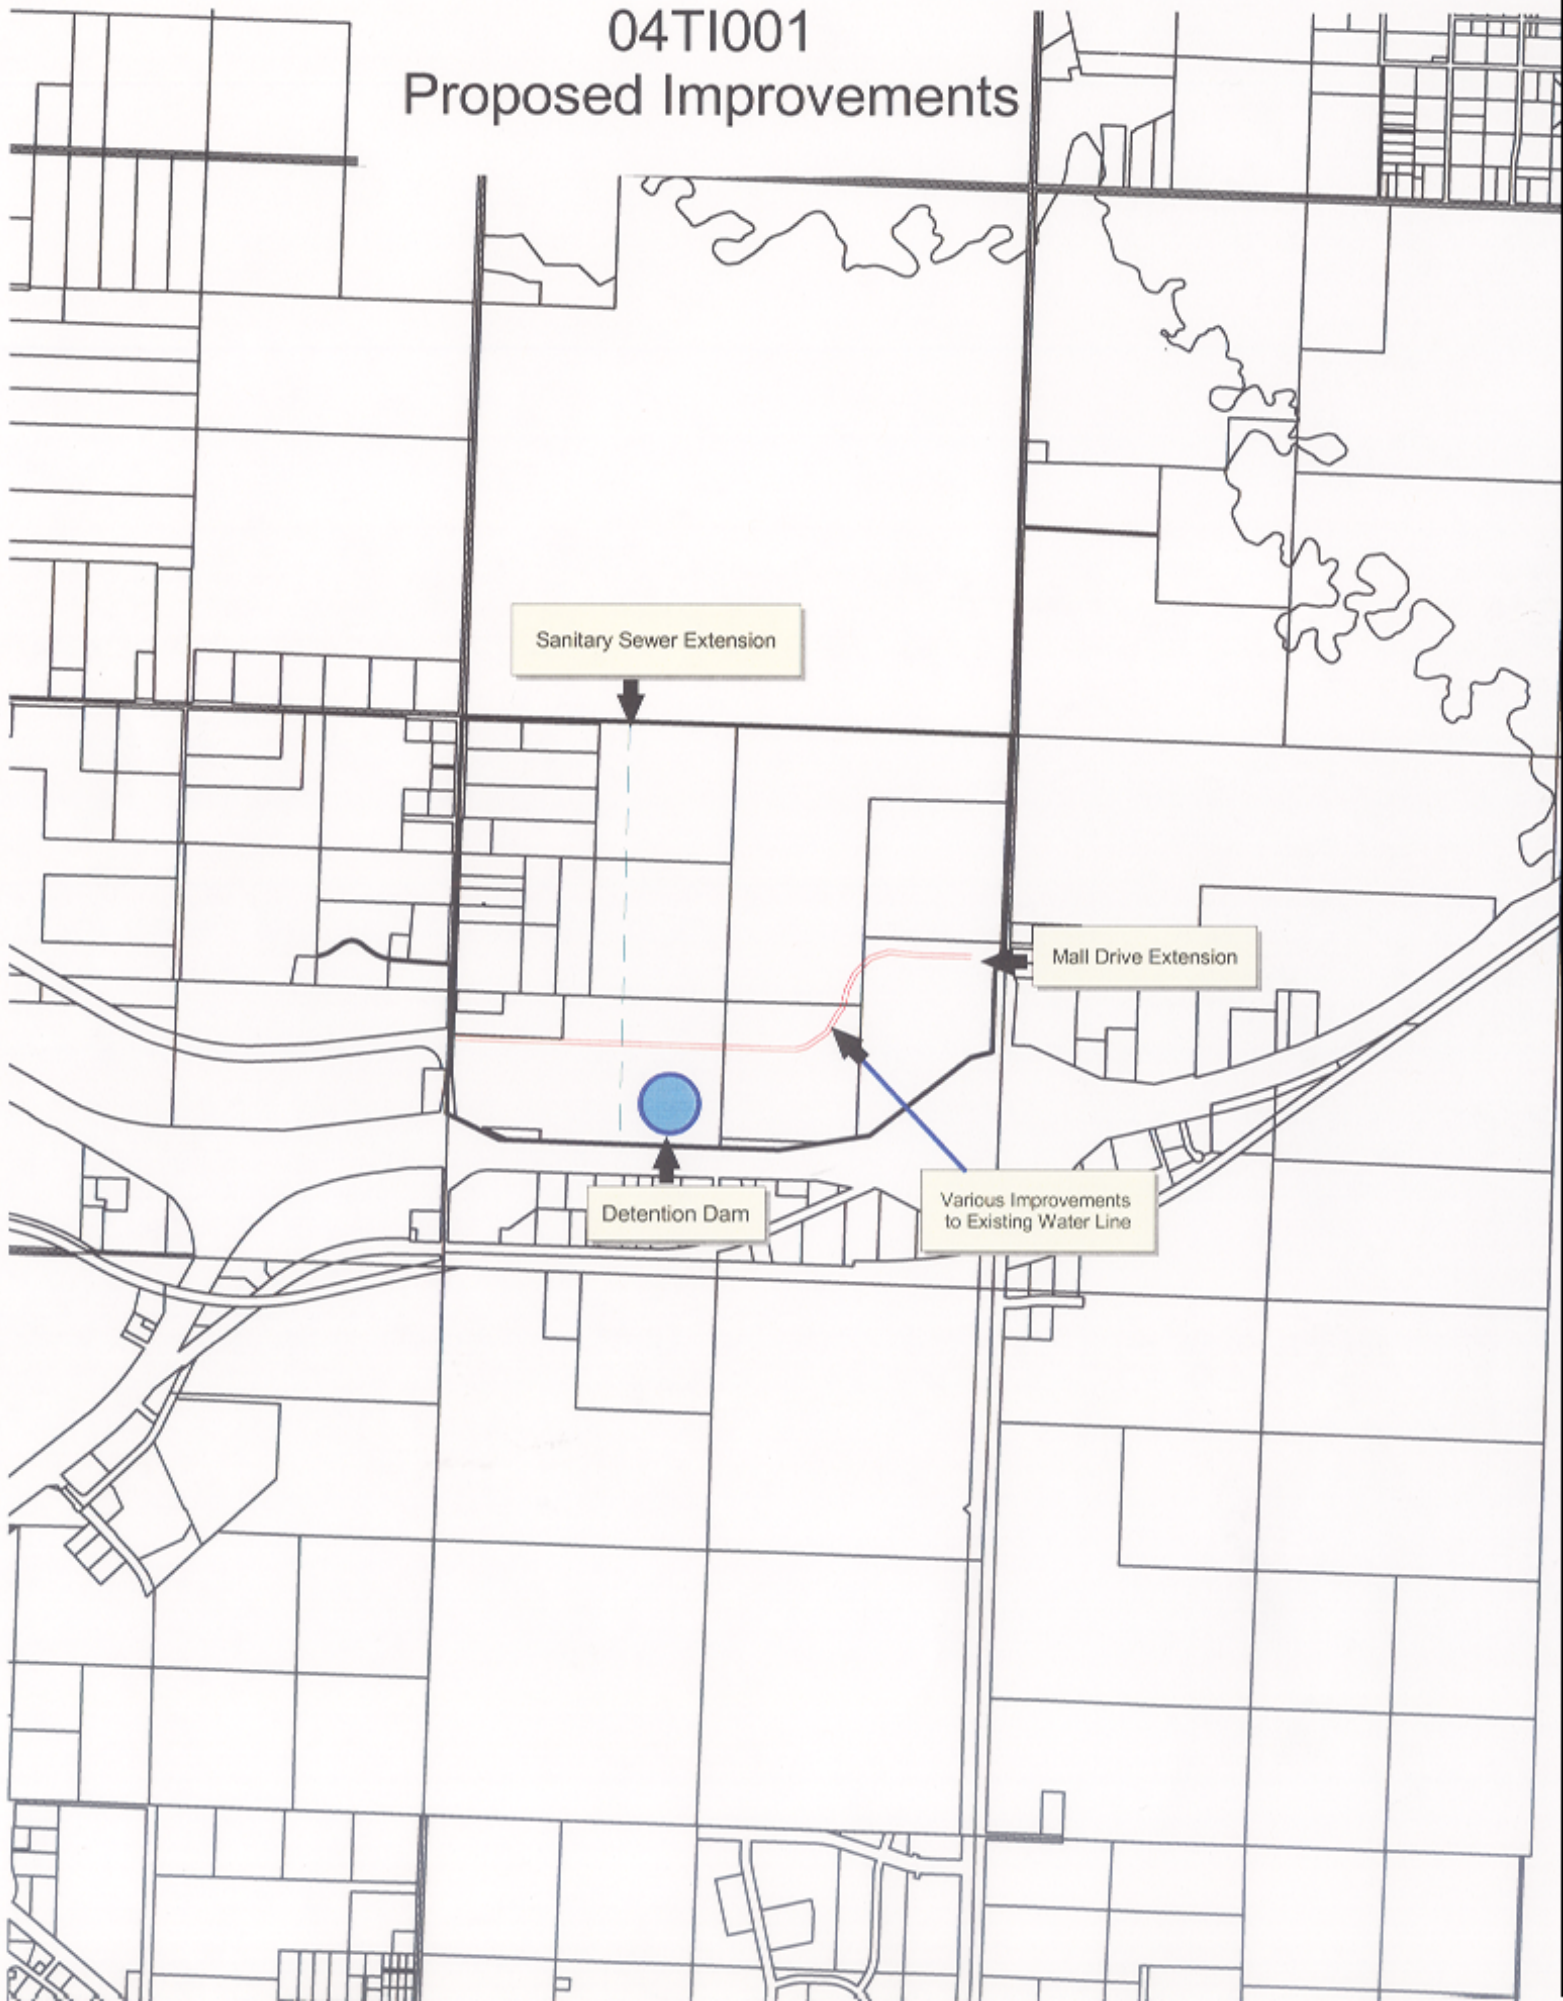 04TI001
Proposed Improvements
Sanitary Sewer Extension
Mall Drive Extension
Various Improvements
to Existing Water Line
Detention Dam